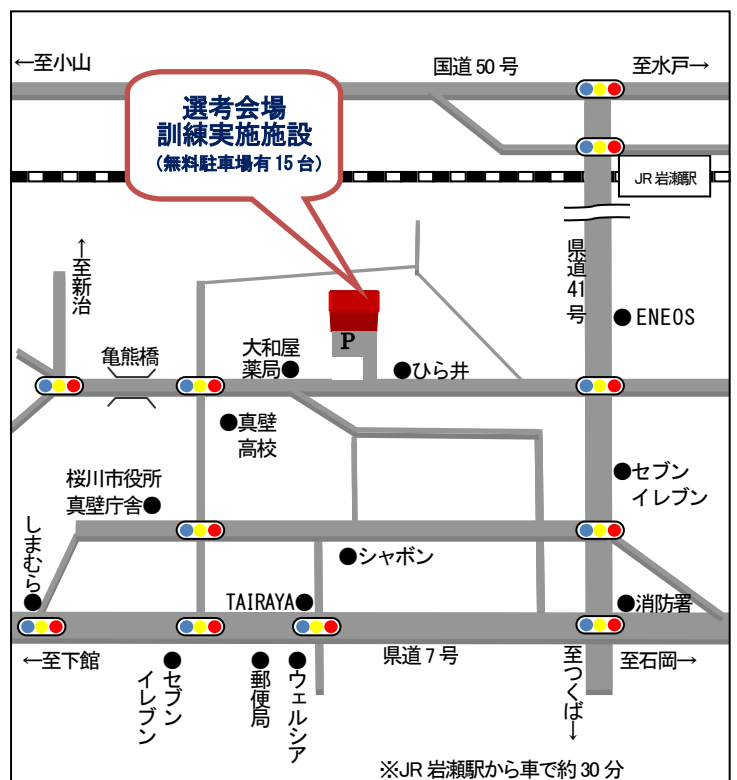 ←至小山
国道50号
至水戸→
選考会場
訓練実施施設
(無料駐車場有15台)
JR岩瀬駅
↑至新治
県道41号
ENEOS
亀熊橋
大和屋
薬局
P
ひら井
真壁
高校
セブン
イレブン
桜川市役所
真壁庁舎
しまむら
シャボン
TAIRAYA
消防署
←至下館
セブン
イレブン
郵便局
ウェルシア
県道7号
至つくば→
至石岡→
※JR岩瀬駅から車で約30分